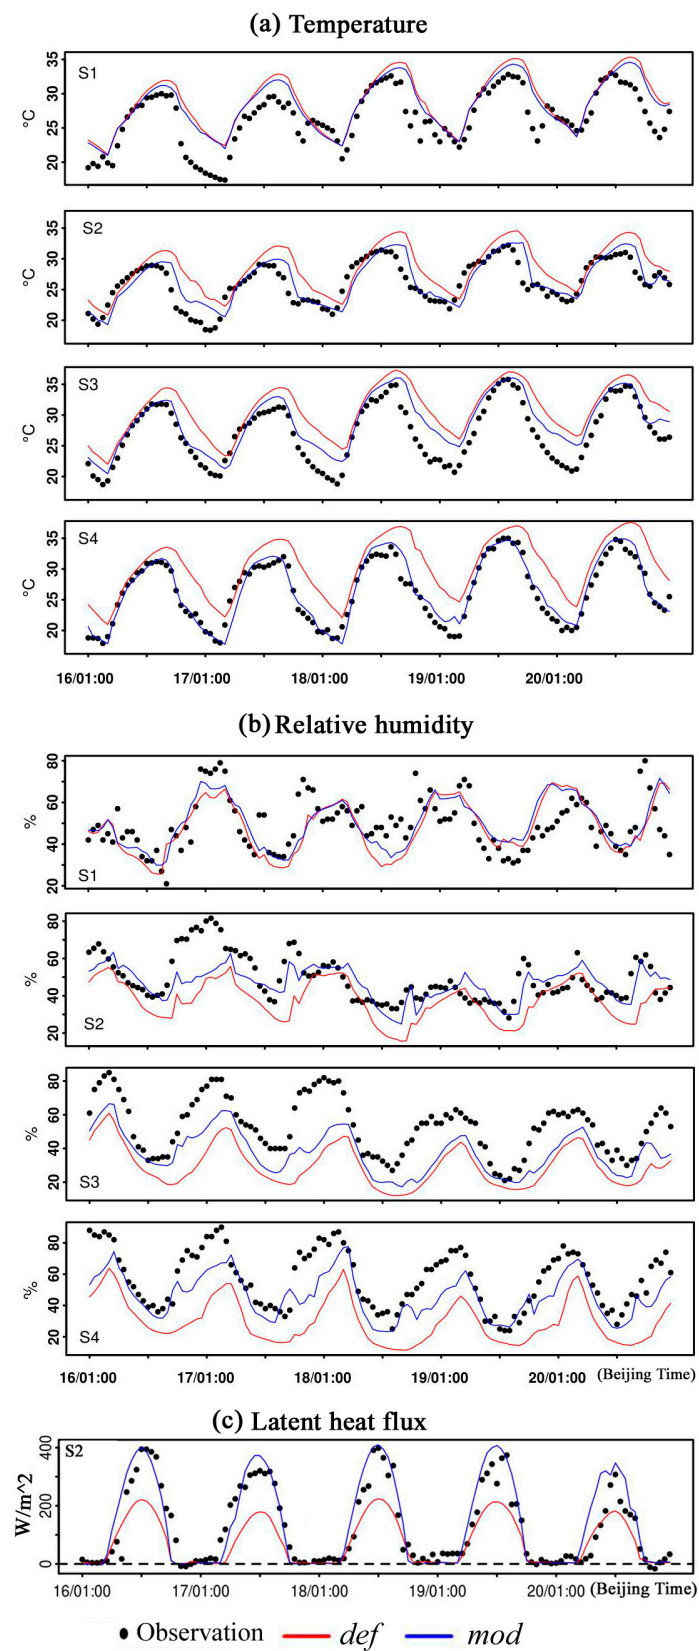 (a) Temperature
S1
35
30
25
20
°C
S2
35
30
25
20
°C
S3
35
30
25
20
°C
S4
35
30
25
20
°C
16/01:00 17/01:00 18/01:00 19/01:00 20/01:00
(b) Relative humidity
80
60
40
20
%
S1
80
60
40
20
%
S2
80
60
40
20
%
S3
80
60
40
20
%
S4
16/01:00 17/01:00 18/01:00 19/01:00 20/01:00 (Beijing Time)
(c) Latent heat flux
S2
400
200
0
W/m^2
16/01:00 17/01:00 18/01:00 19/01:00 20/01:00 (Beijing Time)
Observation def mod